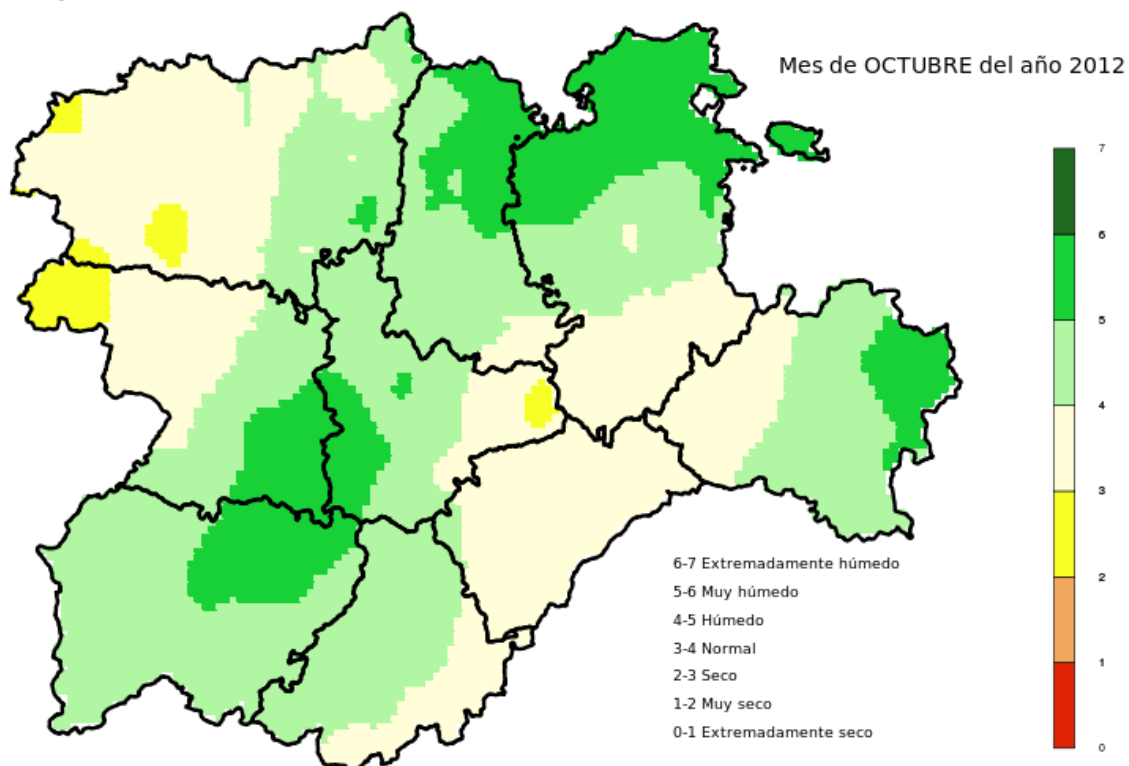 Mes de OCTUBRE del año 2012
7
6
5
4
3
2
1
0
6-7 Extremadamente húmedo
5-6 Muy húmedo
4-5 Húmedo
3-4 Normal
2-3 Seco
1-2 Muy seco
0-1 Extremadamente seco